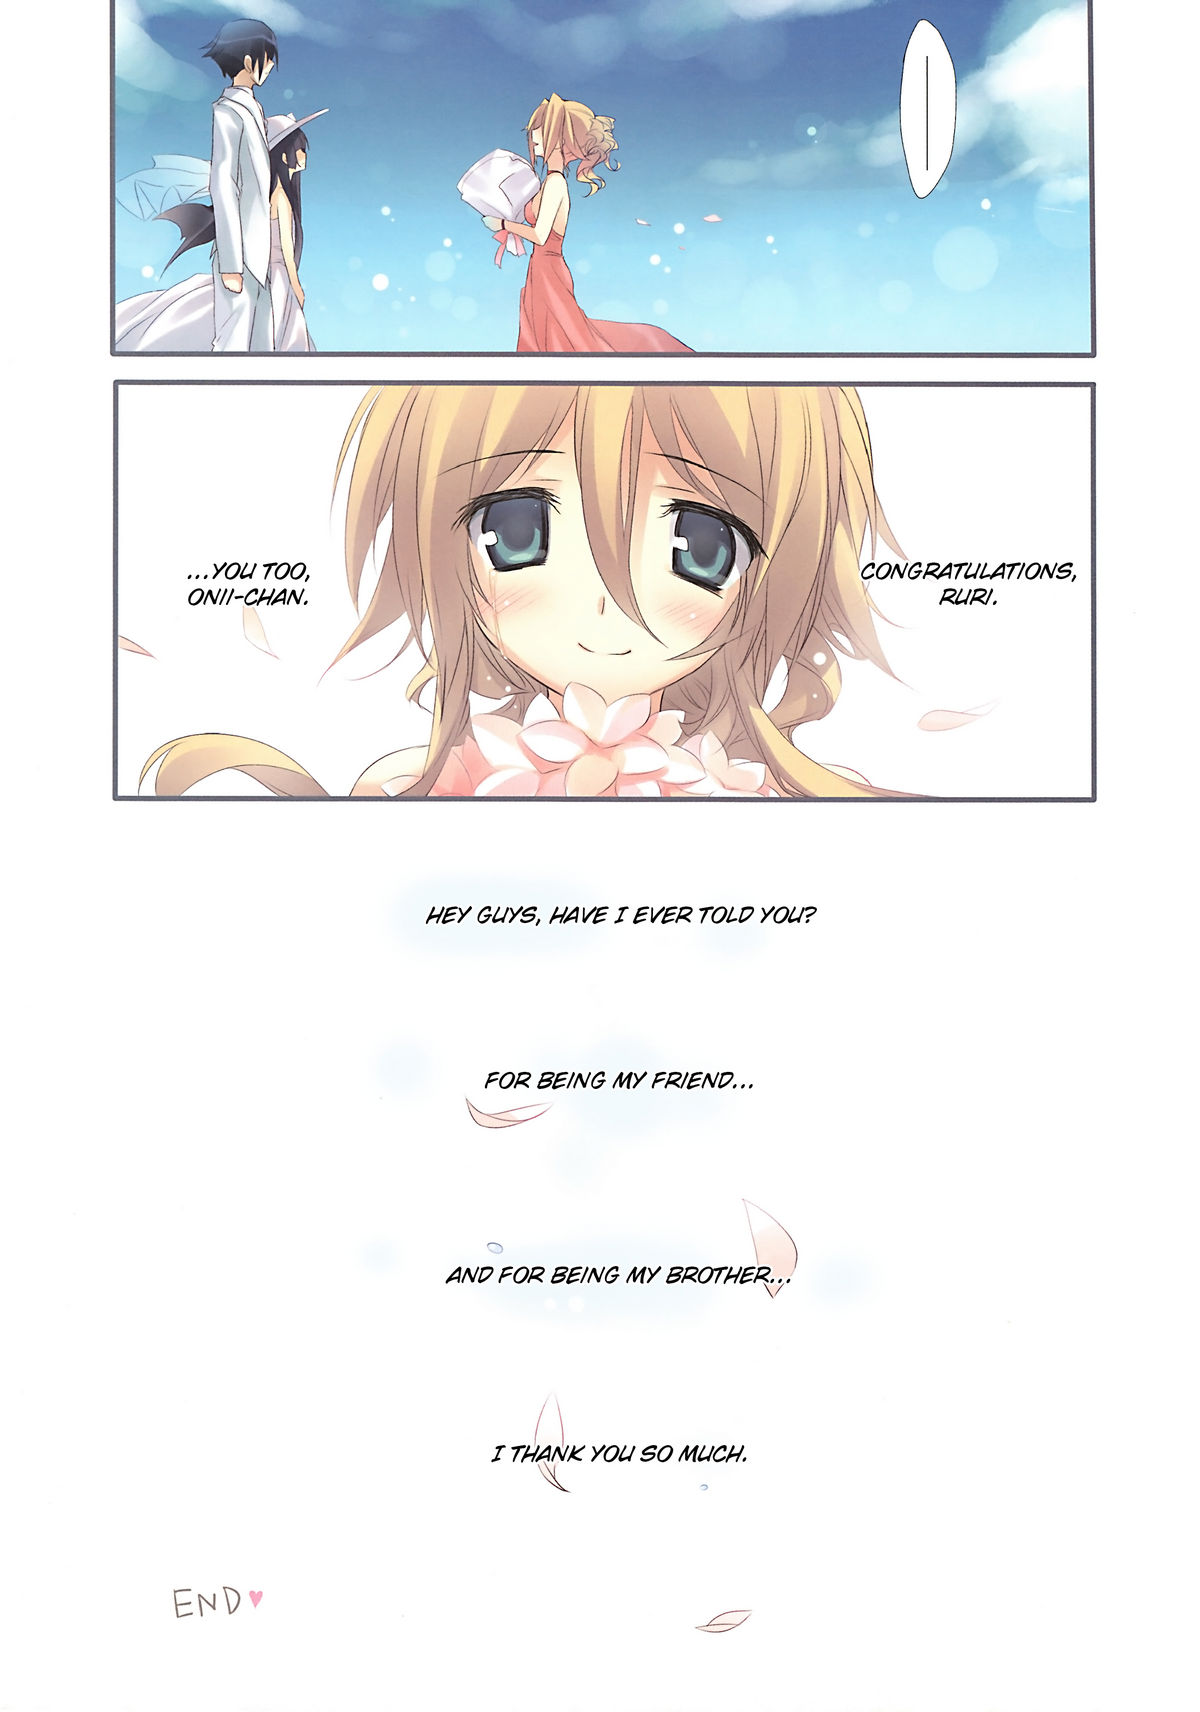 CONGRATULATIONS,
RURI.
...YOU TOO,
ONII-CHAN.
HEY GUYS, HAVE I EVER TOLD YOU?
FOR BEING MY FRIEND...
AND FOR BEING MY BROTHER...
I THANK YOU SO MUCH.
END♥